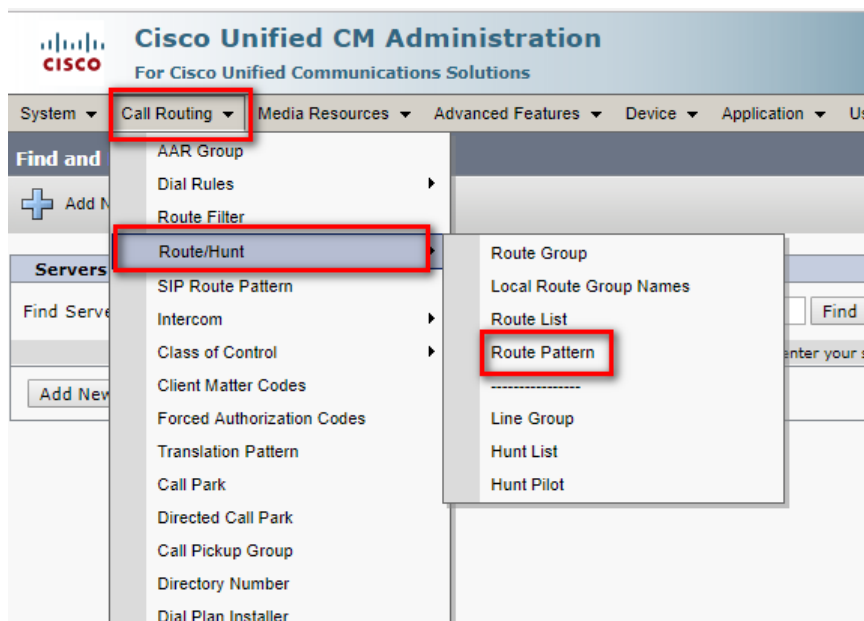 CISCO
Cisco Unified CM Administration
For Cisco Unified Communications Solutions
System Call Routing Media Resources Advanced Features Device Application
Find and
Add
Servers
Find
Find
enter your
Add New
AAR Group
Dial Rules
Route Filter
Route/Hunt
SIP Route Pattern
Intercom
Class of Control
Client Matter Codes
Forced Authorization Codes
Translation Pattern
Call Park
Directed Call Park
Call Pickup Group
Directory Number
Dial Plan Installer
Route Group
Local Route Group Names
Route List
Route Pattern
----------------
Line Group
Hunt List
Hunt Pilot